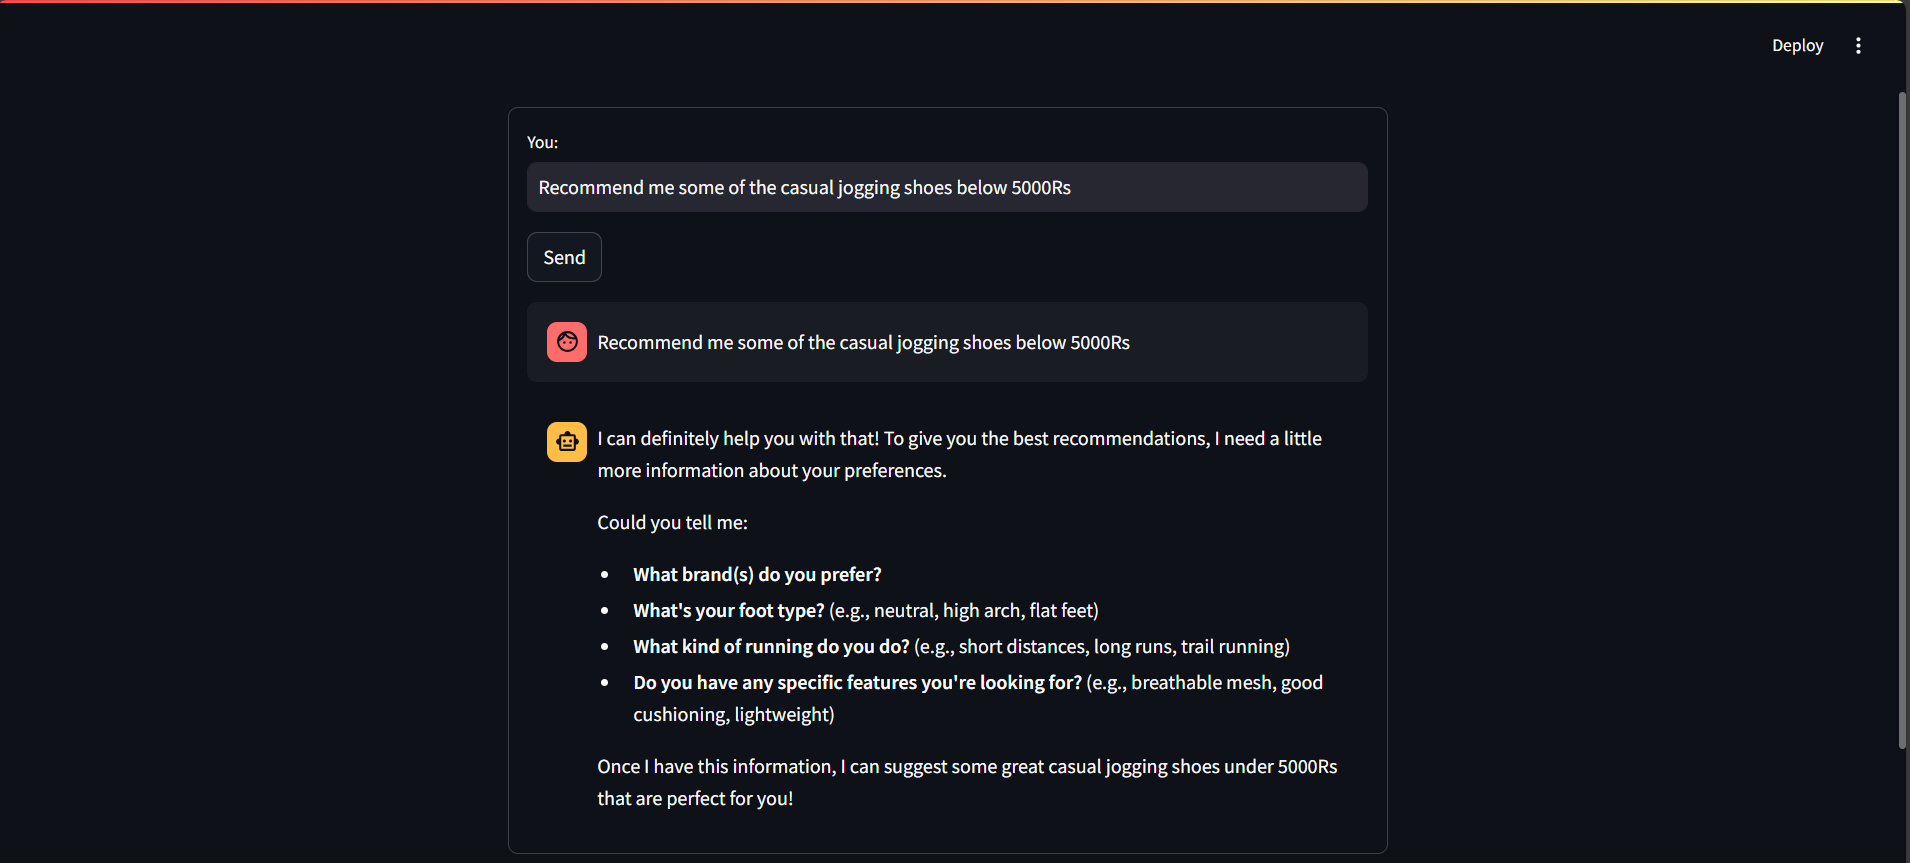 Deploy
You:
Recommend me some of the casual jogging shoes below 5000Rs
Send
Recommend me some of the casual jogging shoes below 5000Rs
I can definitely help you with that! To give you the best recommendations, I need a little
more information about your preferences.
Could you tell me:
• What brand(s) do you prefer?
• What's your foot type? (e.g., neutral, high arch, flat feet)
• What kind of running do you do? (e.g., short distances, long runs, trail running)
• Do you have any specific features you're looking for? (e.g., breathable mesh, good
cushioning, lightweight)
Once I have this information, I can suggest some great casual jogging shoes under 5000Rs
that are perfect for you!